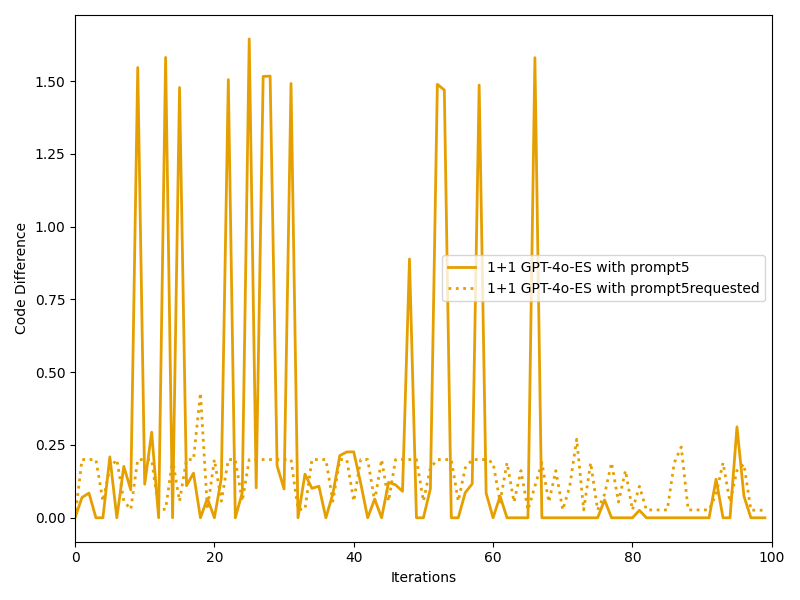 1.50
1.25
1.00
0.75
0.50
0.25
0.00
Code Difference
1+1 GPT-4o-ES with prompt5
1+1 GPT-4o-ES with prompt5requested
0 20 40 60 80 100
Iterations